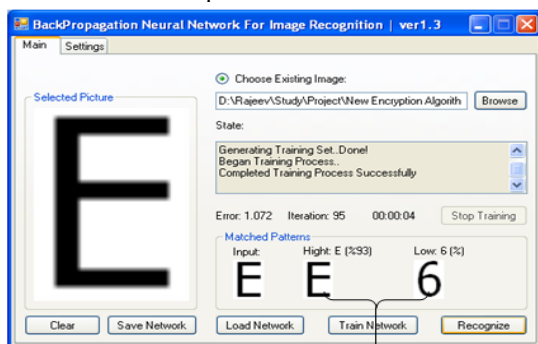 BackPropagation Neural Network For Image Recognition | ver1.3
Main Settings
Choose Existing Image:
Selected Picture
D:\Rajeev\Study\Project\New Encryption Algorith Browse
E
State:
Generating Training Set..Done!
Began Training Process..
Completed Training Process Successfully
Error: 1.072 Iteration: 95 00:00:04 Stop Training
Matched Patterns
Input: Hight: E (%93) Low: 6 (%)
E E 6
Clear Save Network Load Network Train Network Recognize